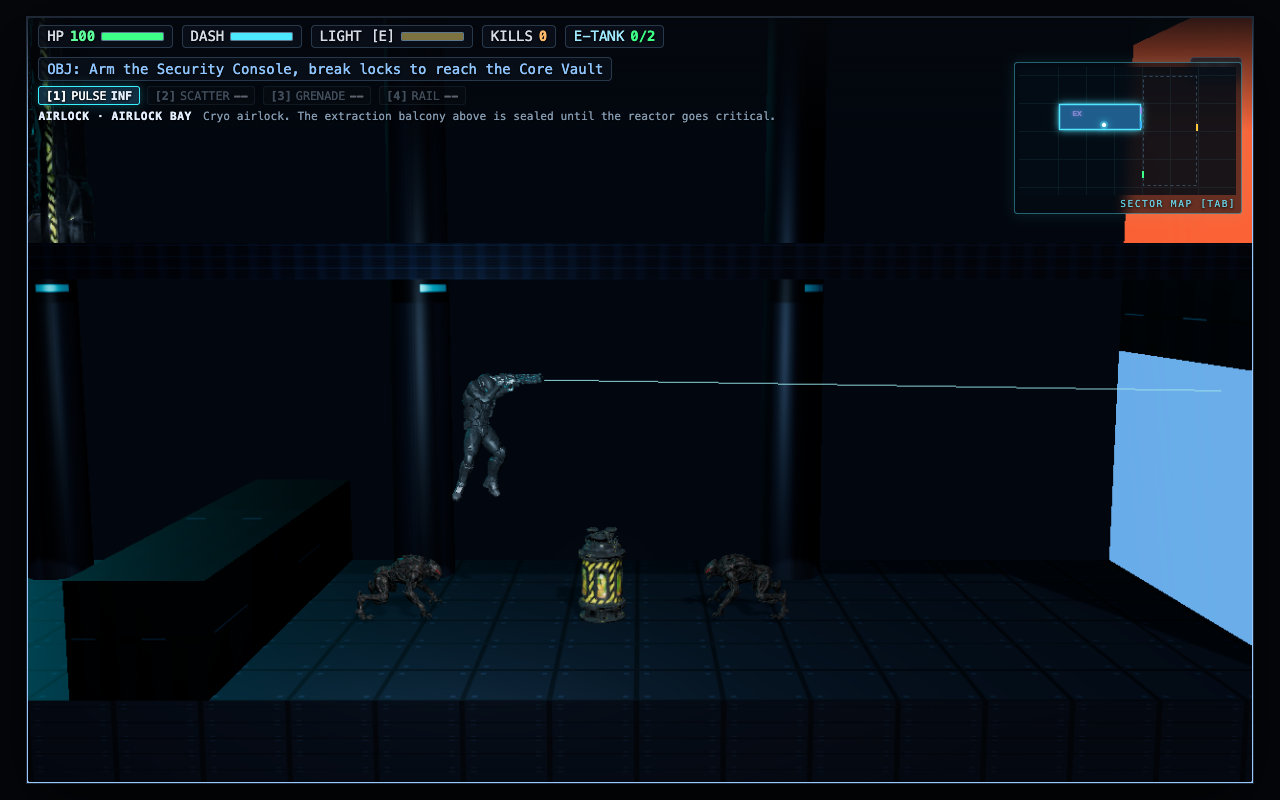 HP 100 DASH LIGHT [E] KILLS 0 E-TANK 0/2
OBJ: Arm the Security Console, break locks to reach the Core Vault
[1] PULSE INF [2] SCATTER -- [3] GRENADE -- [4] RAIL --
AIRLOCK · AIRLOCK BAY Cryo airlock. The extraction balcony above is sealed until the reactor goes critical.
EX
SECTOR MAP [TAB]